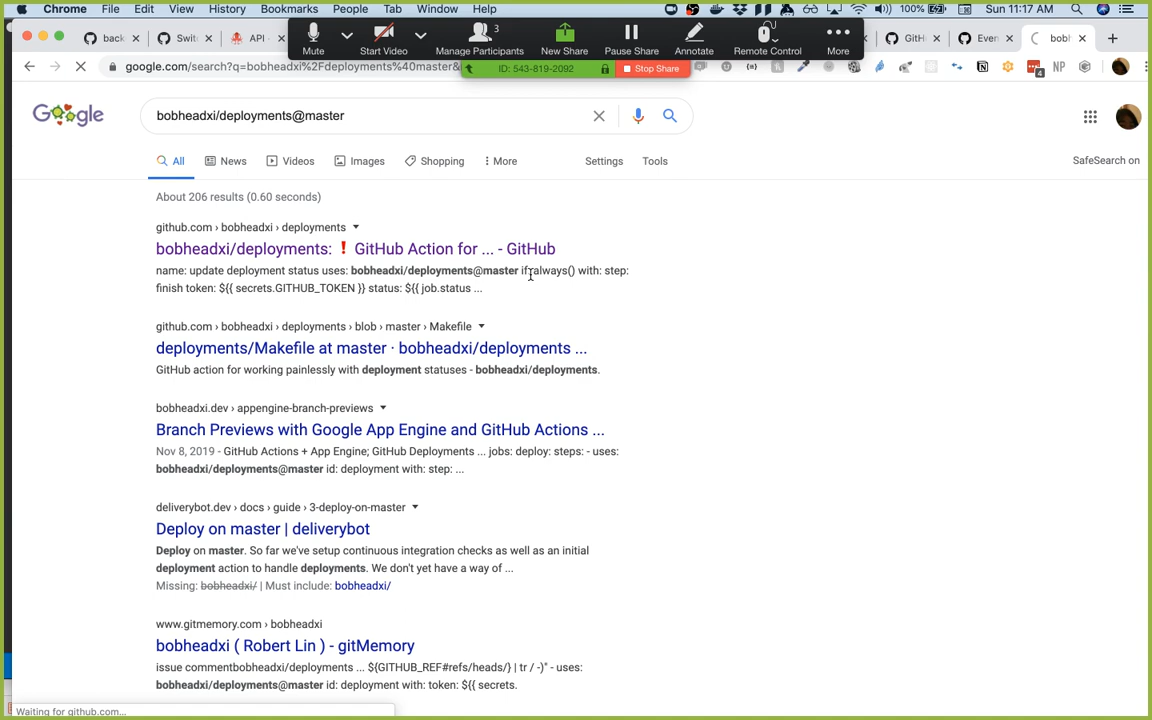 Chrome File Edit View History Bookmarks People Tab Window Help 100% Sun 11:17 AM
back Swit API - GitH Even bobh
Mute Start Video 3 Manage Participants New Share Pause Share Annotate Remote Control More
google.com/search?q=bobheadxi%2Fdeployments%40master& ID: 543-819-2092 Stop Share 4 NP
Google bobheadxi/deployments@master
All News Videos Images Shopping More Settings Tools SafeSearch on
About 206 results (0.60 seconds)
github.com › bobheadxi › deployments
bobheadxi/deployments: ❗ GitHub Action for ... - GitHub
name: update deployment status uses: bobheadxi/deployments@master if: always() with: step:
finish token: ${{ secrets.GITHUB_TOKEN }} status: ${{ job.status ...
github.com › bobheadxi › deployments › blob › master › Makefile
deployments/Makefile at master · bobheadxi/deployments ...
GitHub action for working painlessly with deployment statuses - bobheadxi/deployments.
bobheadxi.dev › appengine-branch-previews
Branch Previews with Google App Engine and GitHub Actions ...
Nov 8, 2019 - GitHub Actions + App Engine; GitHub Deployments ... jobs: deploy: steps: - uses:
bobheadxi/deployments@master id: deployment with: step: ...
deliverybot.dev › docs › guide › 3-deploy-on-master
Deploy on master | deliverybot
Deploy on master. So far we've setup continuous integration checks as well as an initial
deployment action to handle deployments. We don't yet have a way of ...
Missing: bobheadxi/ | Must include: bobheadxi/
www.gitmemory.com › bobheadxi
bobheadxi ( Robert Lin ) - gitMemory
issue commentbobheadxi/deployments ... ${GITHUB_REF#refs/heads/} | tr / -)" - uses:
bobheadxi/deployments@master id: deployment with: token: ${{ secrets.
Waiting for github.com...